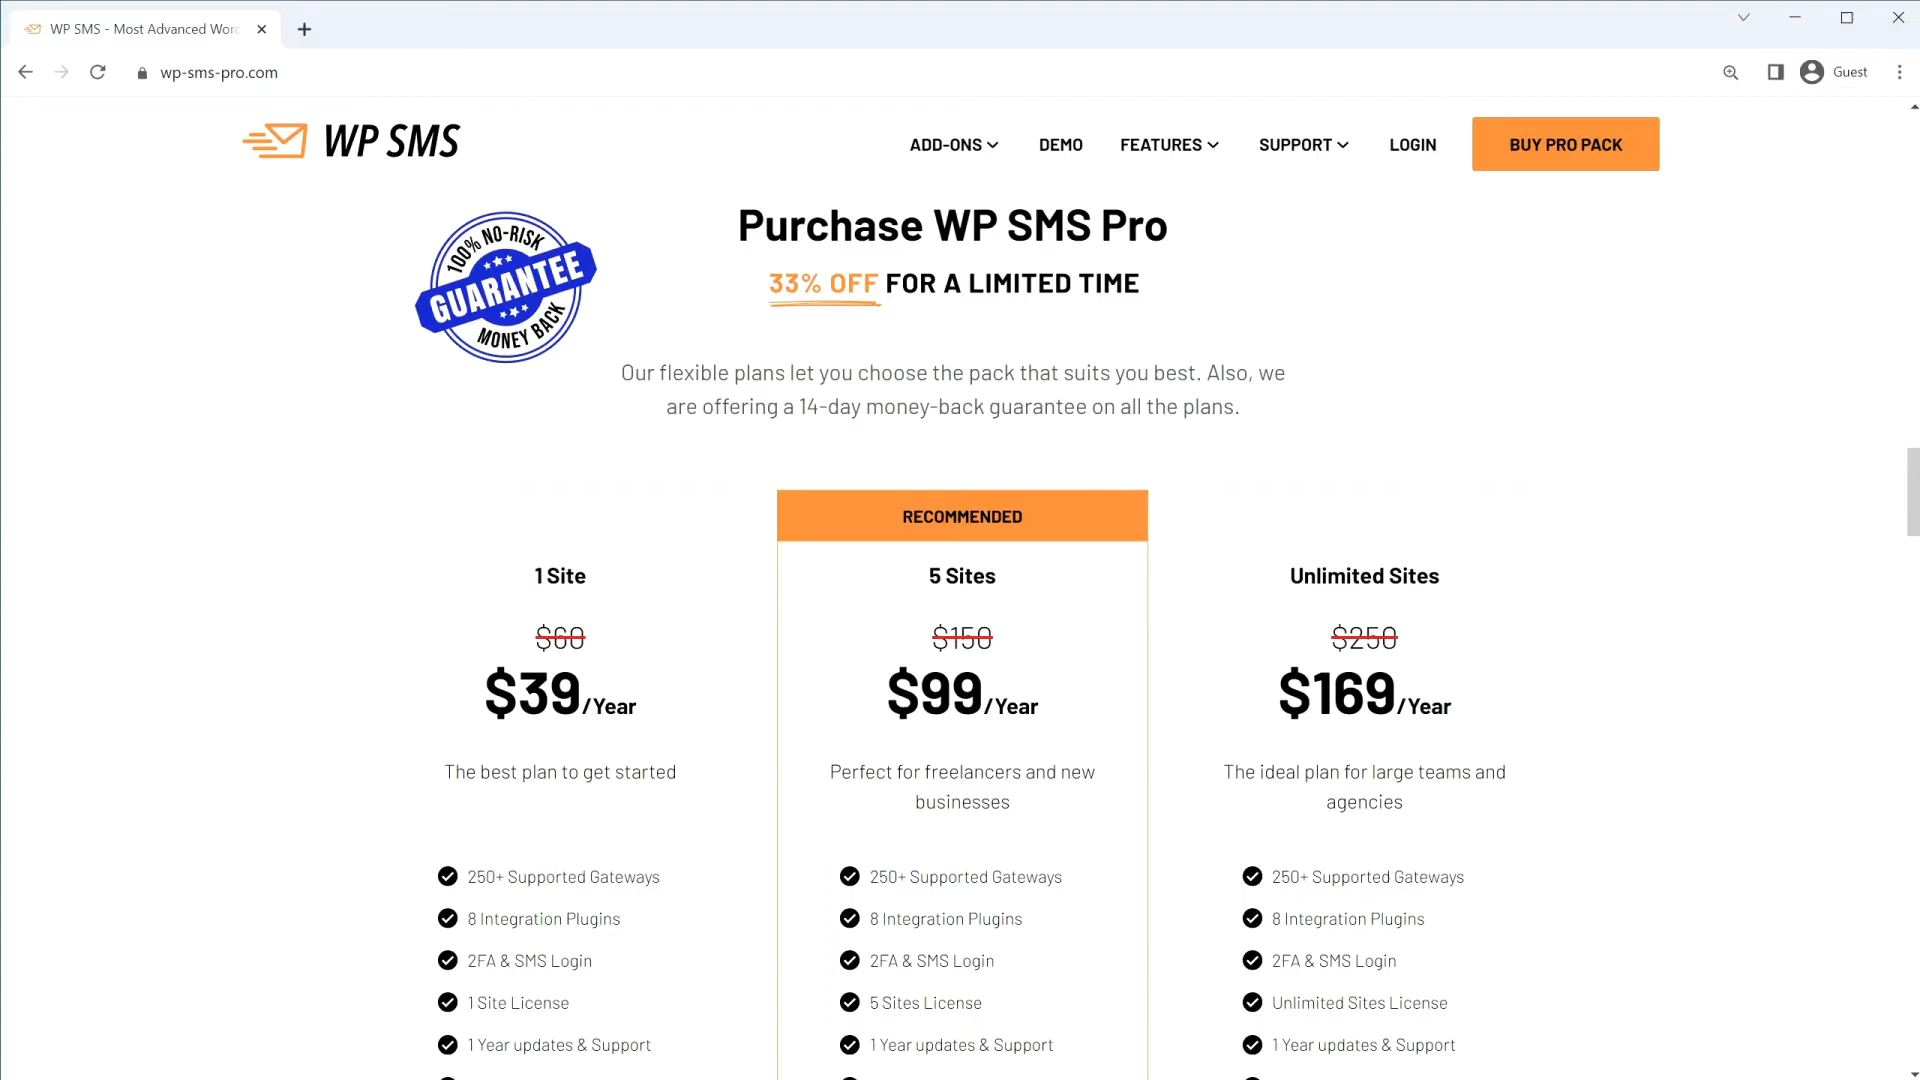 WP SMS - Most Advanced Worc
wp-sms-pro.com
Guest
WP SMS
ADD-ONS
DEMO
FEATURES
SUPPORT
LOGIN
BUY PRO PACK
100% NO-RISK
GUARANTEE
MONEY BACK
Purchase WP SMS Pro
33% OFF FOR A LIMITED TIME
Our flexible plans let you choose the pack that suits you best. Also, we
are offering a 14-day money-back guarantee on all the plans.
1 Site
$60
$39/Year
The best plan to get started
250+ Supported Gateways
8 Integration Plugins
2FA & SMS Login
1 Site License
1 Year updates & Support
RECOMMENDED
5 Sites
$150
$99/Year
Perfect for freelancers and new
businesses
250+ Supported Gateways
8 Integration Plugins
2FA & SMS Login
5 Sites License
1 Year updates & Support
Unlimited Sites
$250
$169/Year
The ideal plan for large teams and
agencies
250+ Supported Gateways
8 Integration Plugins
2FA & SMS Login
Unlimited Sites License
1 Year updates & Support